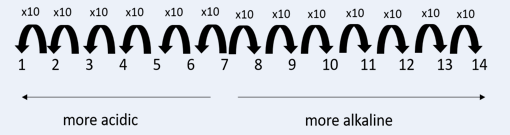 x10 x10 x10 x10 x10 x10 x10 x10 x10 x10 x10 x10 x10
1 2 3 4 5 6 7 8 9 10 11 12 13 14
more acidic more alkaline